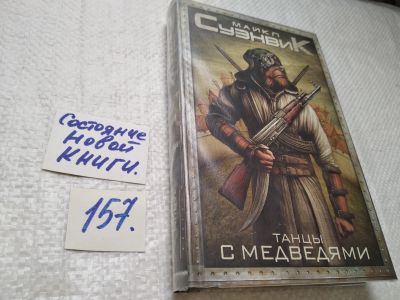 Состояние
Новой
Книги.
157.
МАЙКЛ
СУЭНВИК
ТАНЦЫ
С МЕДВЕДЯМИ